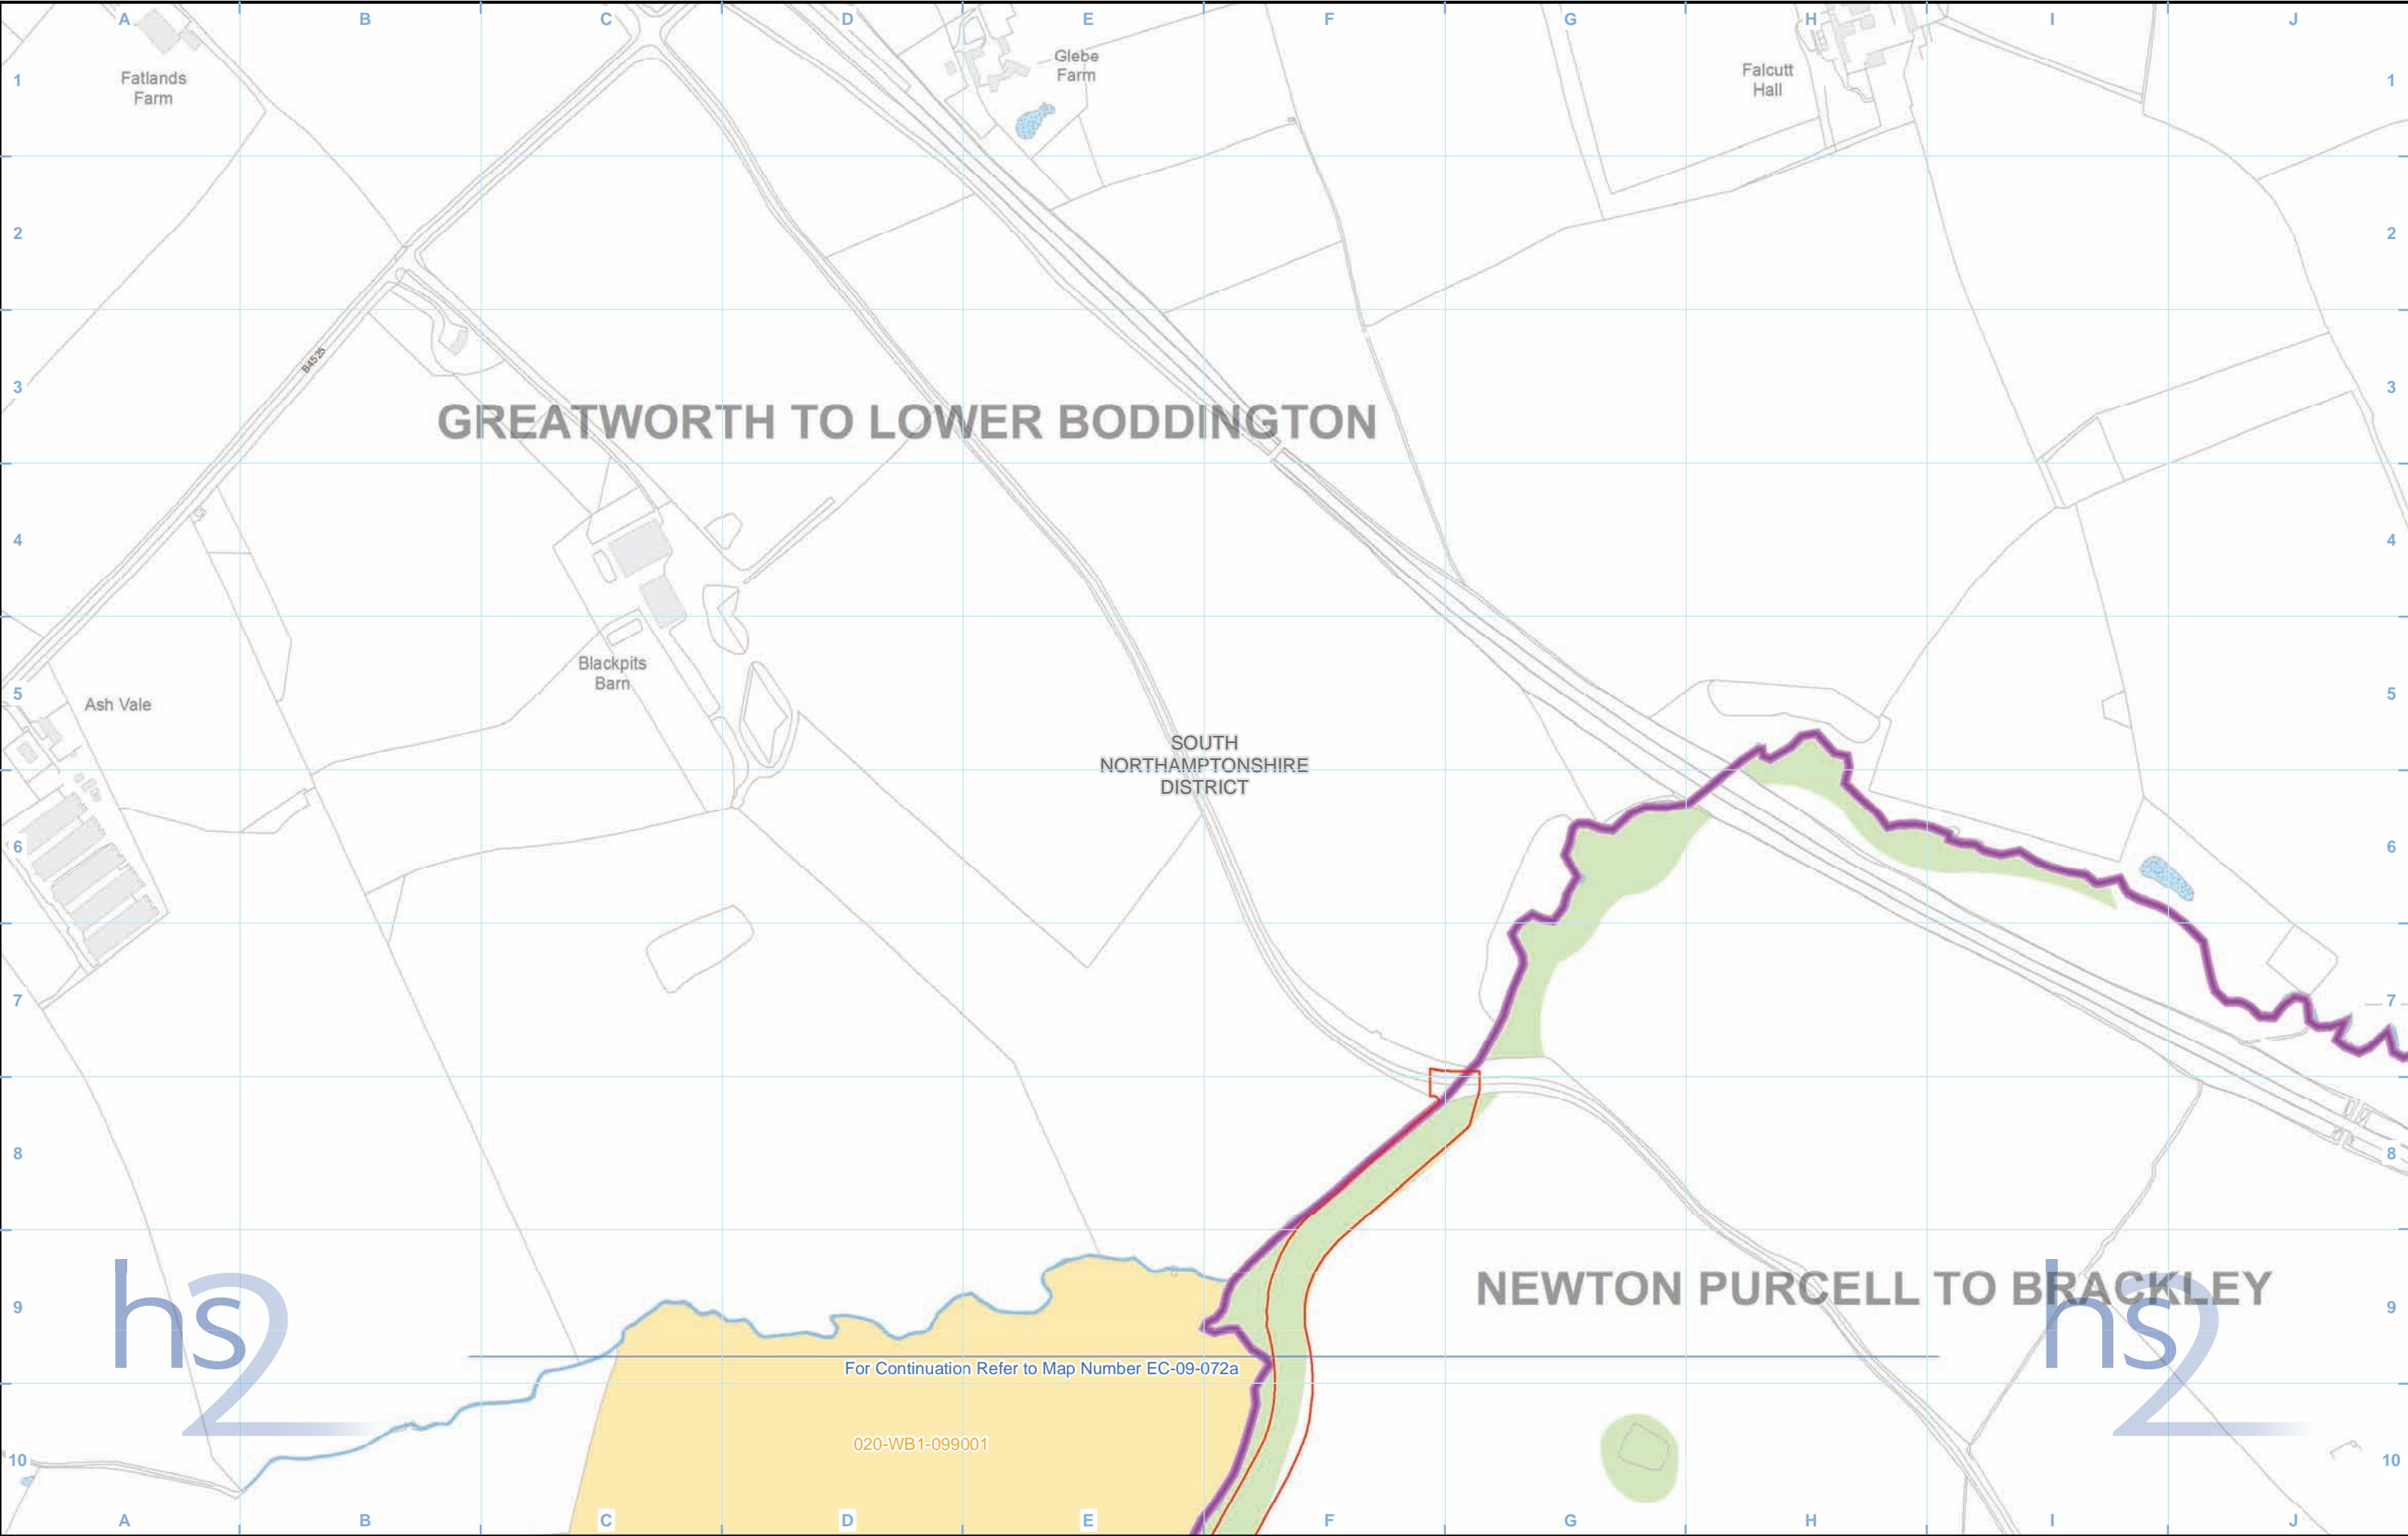 A B C D E F G H I J
Glebe
Farm
Fatlands
Farm
Falcutt
Hall
1 1
2 2
B4525
3 3
GREATWORTH TO LOWER BODDINGTON
4 4
Blackpits
Barn
5 5
Ash Vale
SOUTH
NORTHAMPTONSHIRE
DISTRICT
6 6
7 7
8 8
NEWTON PURCELL TO BRACKLEY
9 9
hs2 hs2
For Continuation Refer to Map Number EC-09-072a
020-WB1-099001
10 10
A B C D E F G H I J